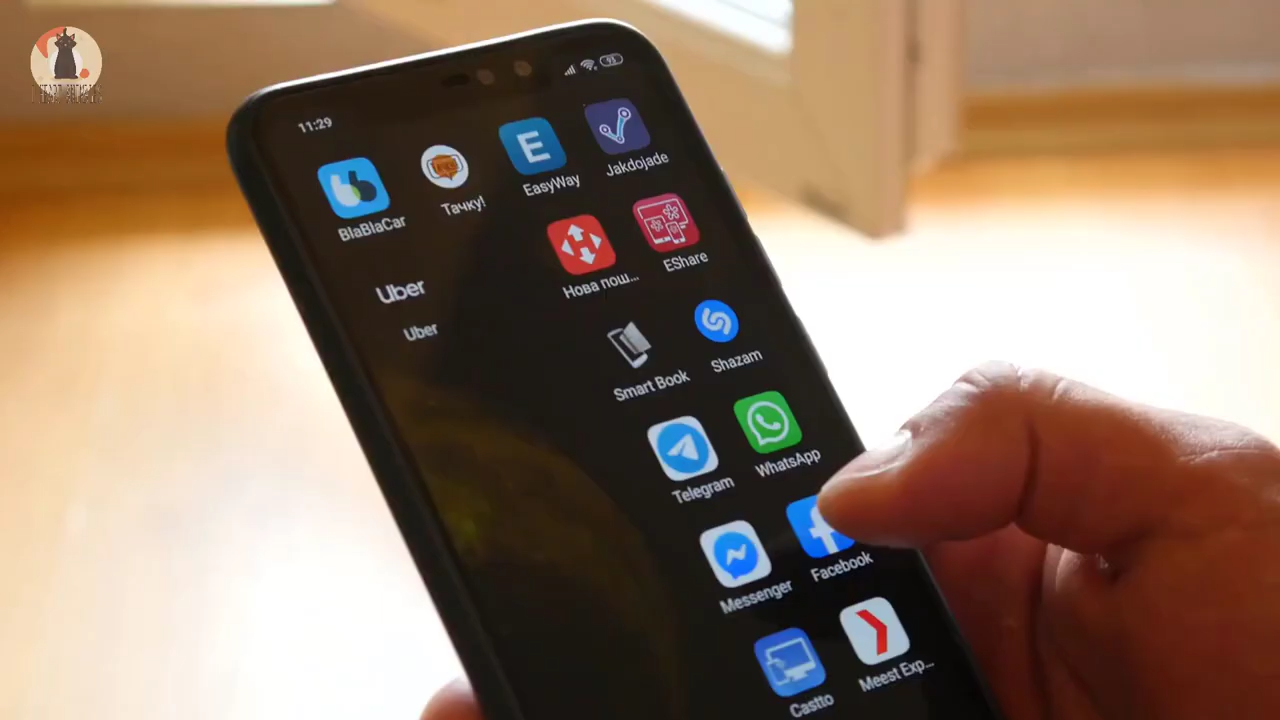 11:29
93
BlaBlaCar
Тачку!
EasyWay
Jakdojade
Uber
Uber
Нова пош...
EShare
Smart Book
Shazam
Telegram
WhatsApp
Messenger
Facebook
Castto
Meest Exp...